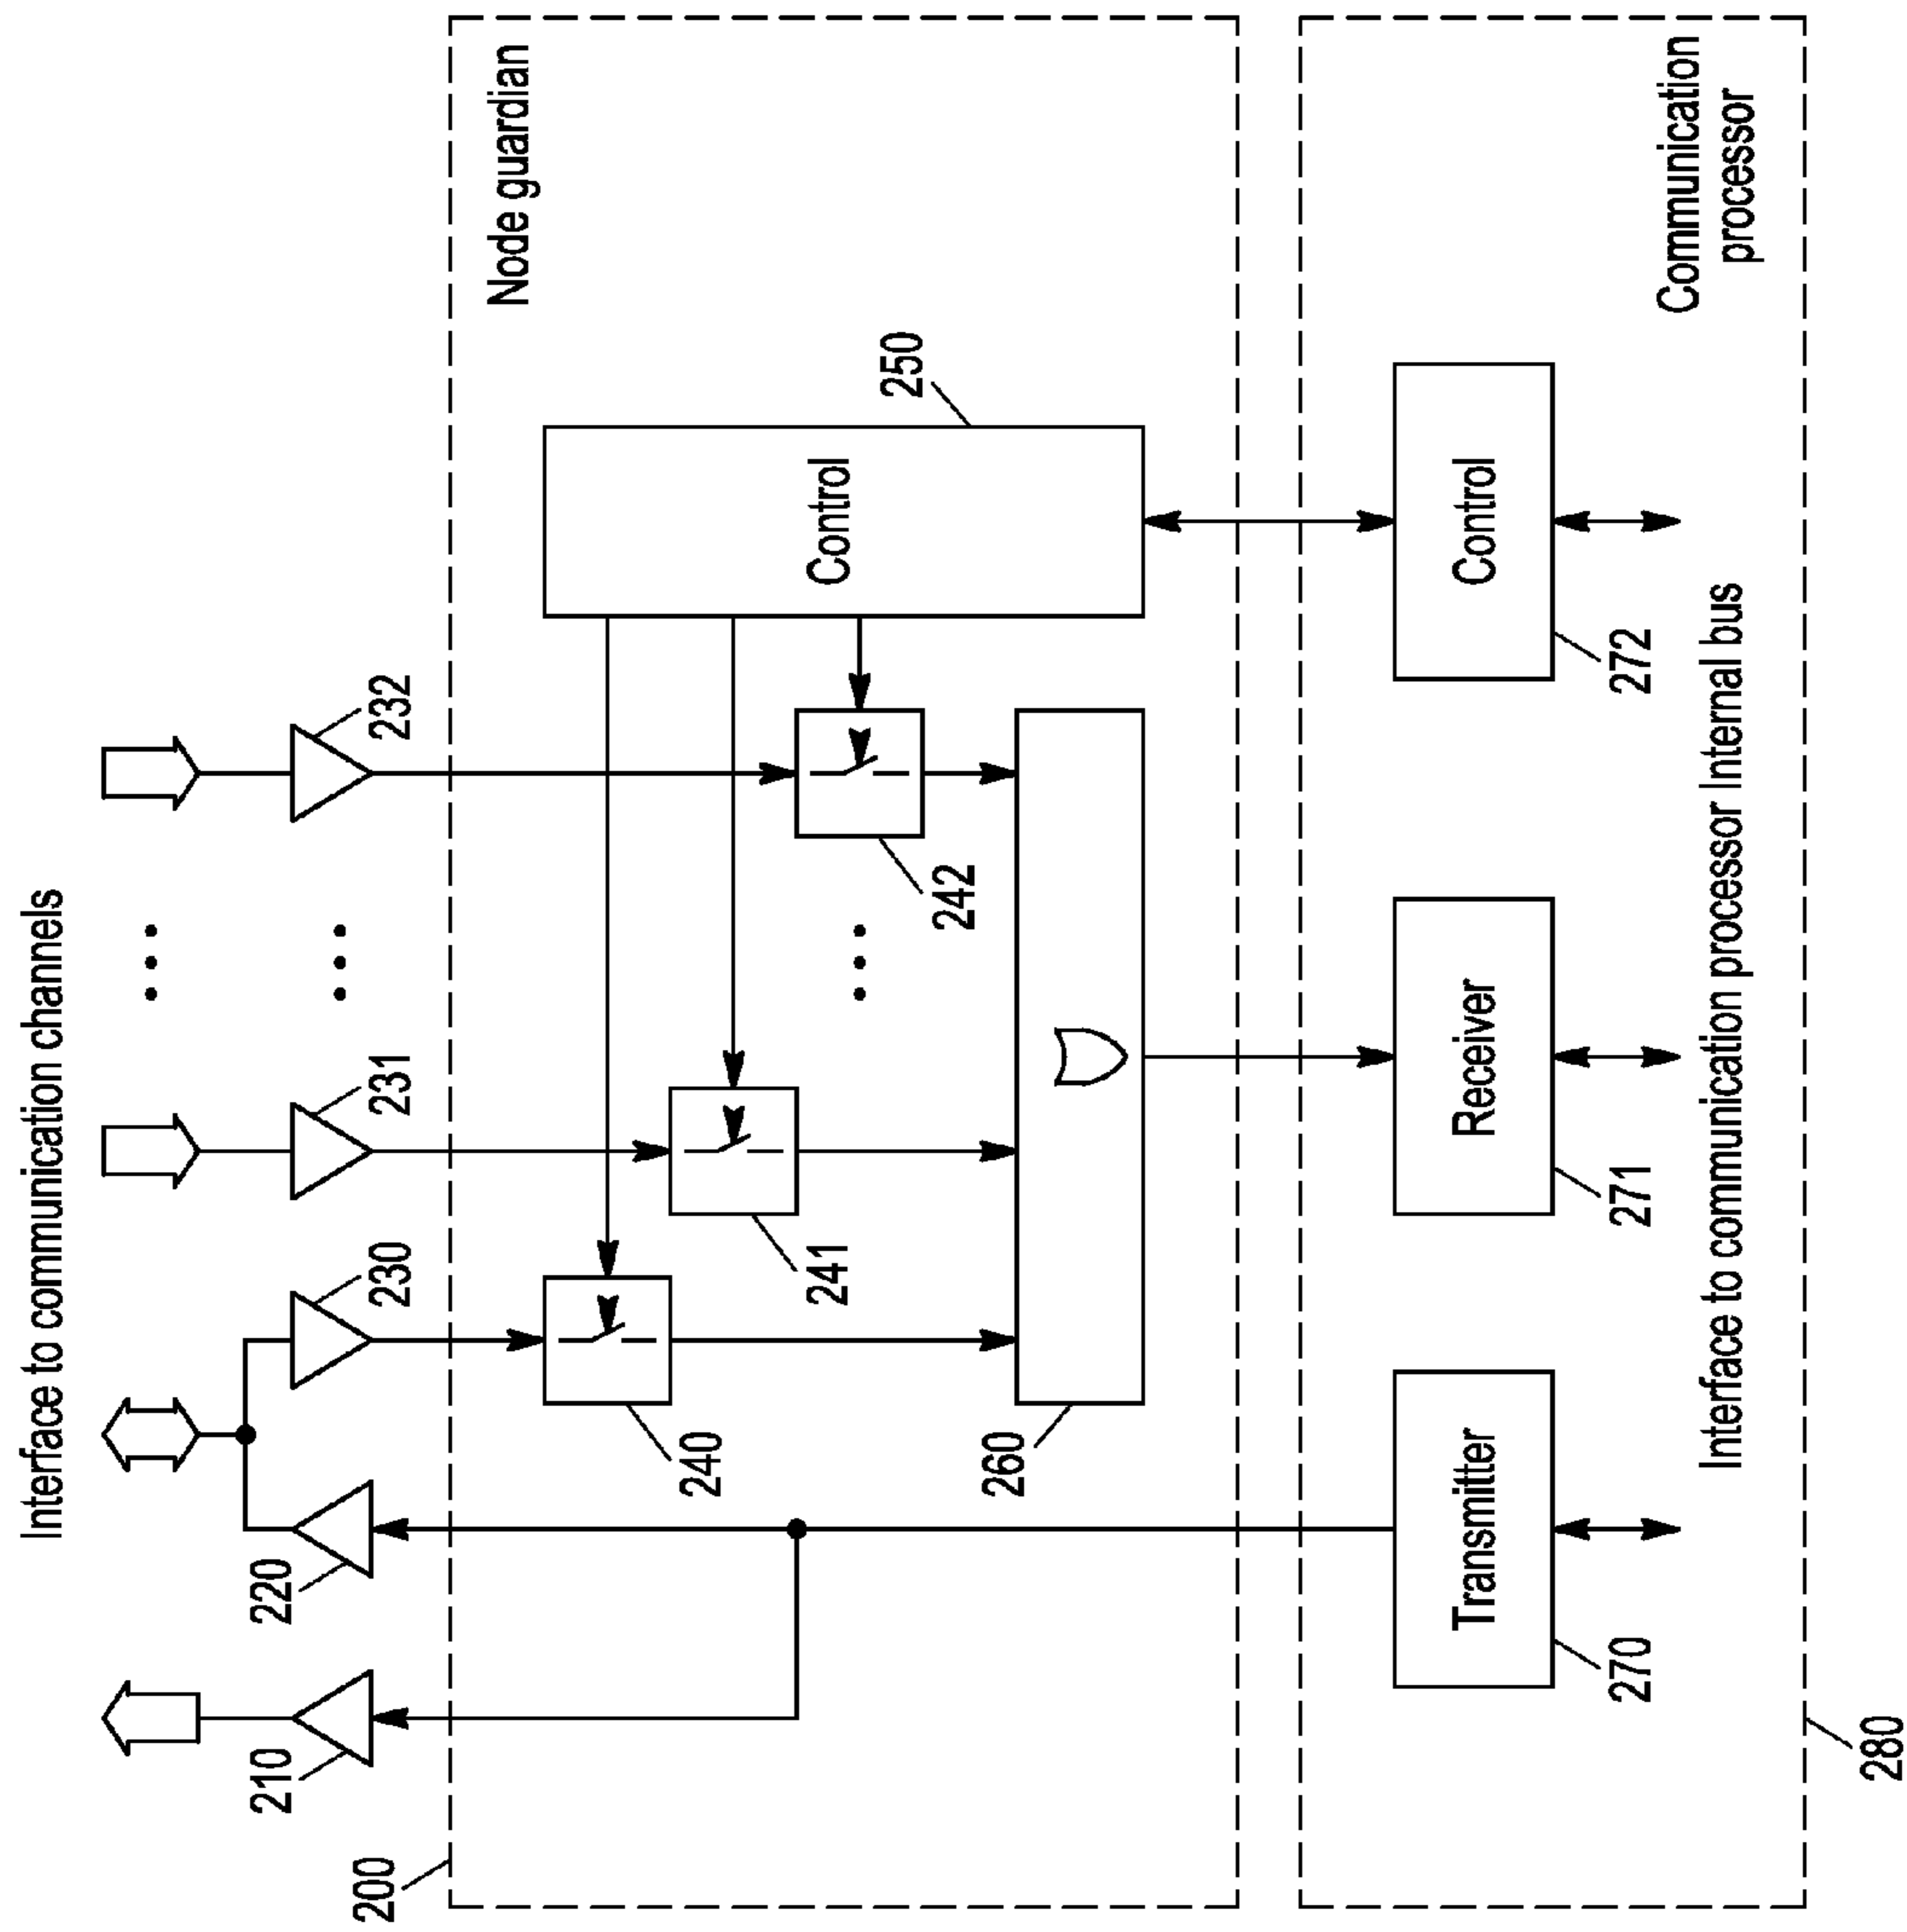 Interface to communication channels
210
220
230
231
232
200
Node guardian
240
241
242
Control
250
260
Transmitter
Receiver
Control
270
271
272
Communication
processor
Interface to communication processor Internal bus
280